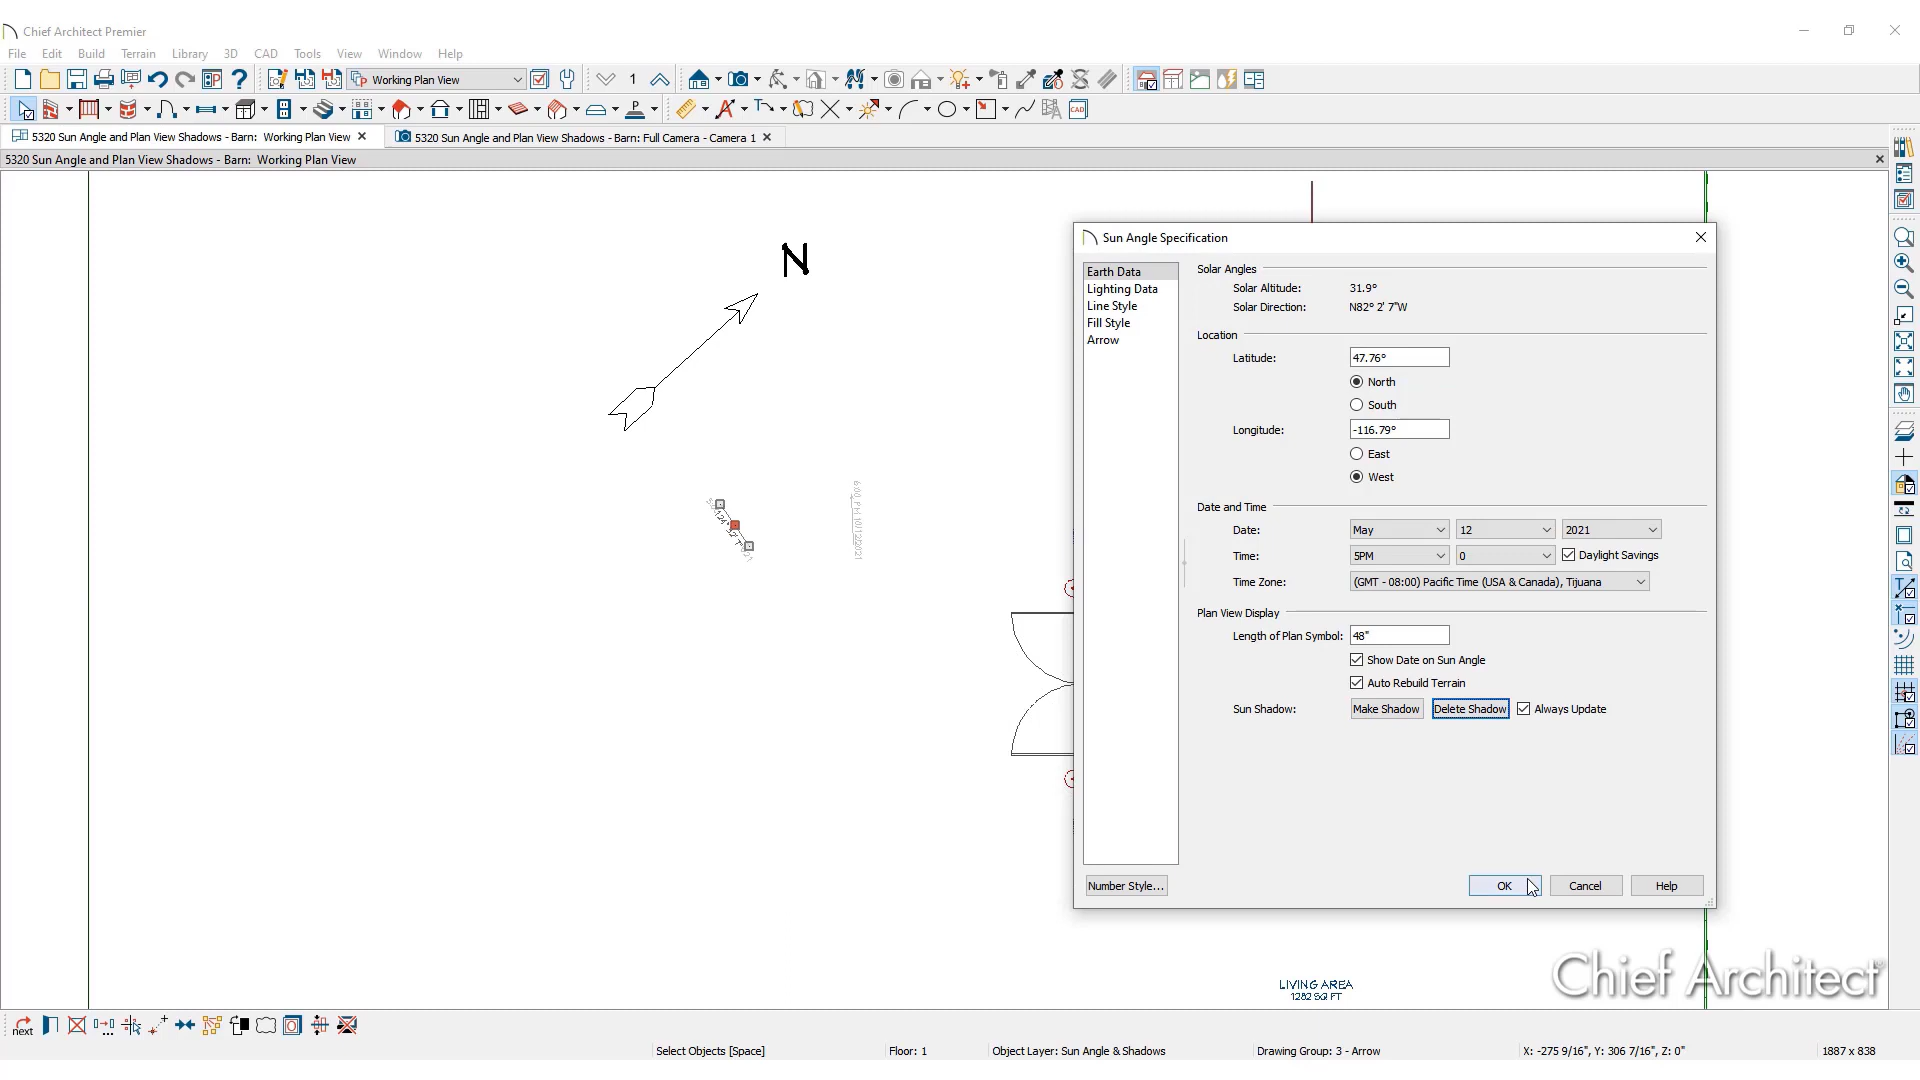 Chief Architect Premier
File Edit Build Terrain Library 3D CAD Tools View Window Help
Working Plan View 1
5320 Sun Angle and Plan View Shadows - Barn: Working Plan View 5320 Sun Angle and Plan View Shadows - Barn: Full Camera - Camera 1
5320 Sun Angle and Plan View Shadows - Barn: Working Plan View
N
6:00 PM 10/12/2021
Sun Angle Specification
Earth Data
Lighting Data
Line Style
Fill Style
Arrow
Solar Angles
Solar Altitude: 31.9°
Solar Direction: N82° 2' 7"W
Location
Latitude: 47.76°
North
South
Longitude: -116.79°
East
West
Date and Time
Date: May 12 2021
Time: 5PM 0 Daylight Savings
Time Zone: (GMT - 08:00) Pacific Time (USA & Canada), Tijuana
Plan View Display
Length of Plan Symbol: 48"
Show Date on Sun Angle
Auto Rebuild Terrain
Sun Shadow: Make Shadow Delete Shadow Always Update
Number Style... OK Cancel Help
LIVING AREA
1282 SQ FT
Chief Architect®
next
Select Objects [Space] Floor: 1 Object Layer: Sun Angle & Shadows Drawing Group: 3 - Arrow X: -275 9/16", Y: 306 7/16", Z: 0" 1887 x 838